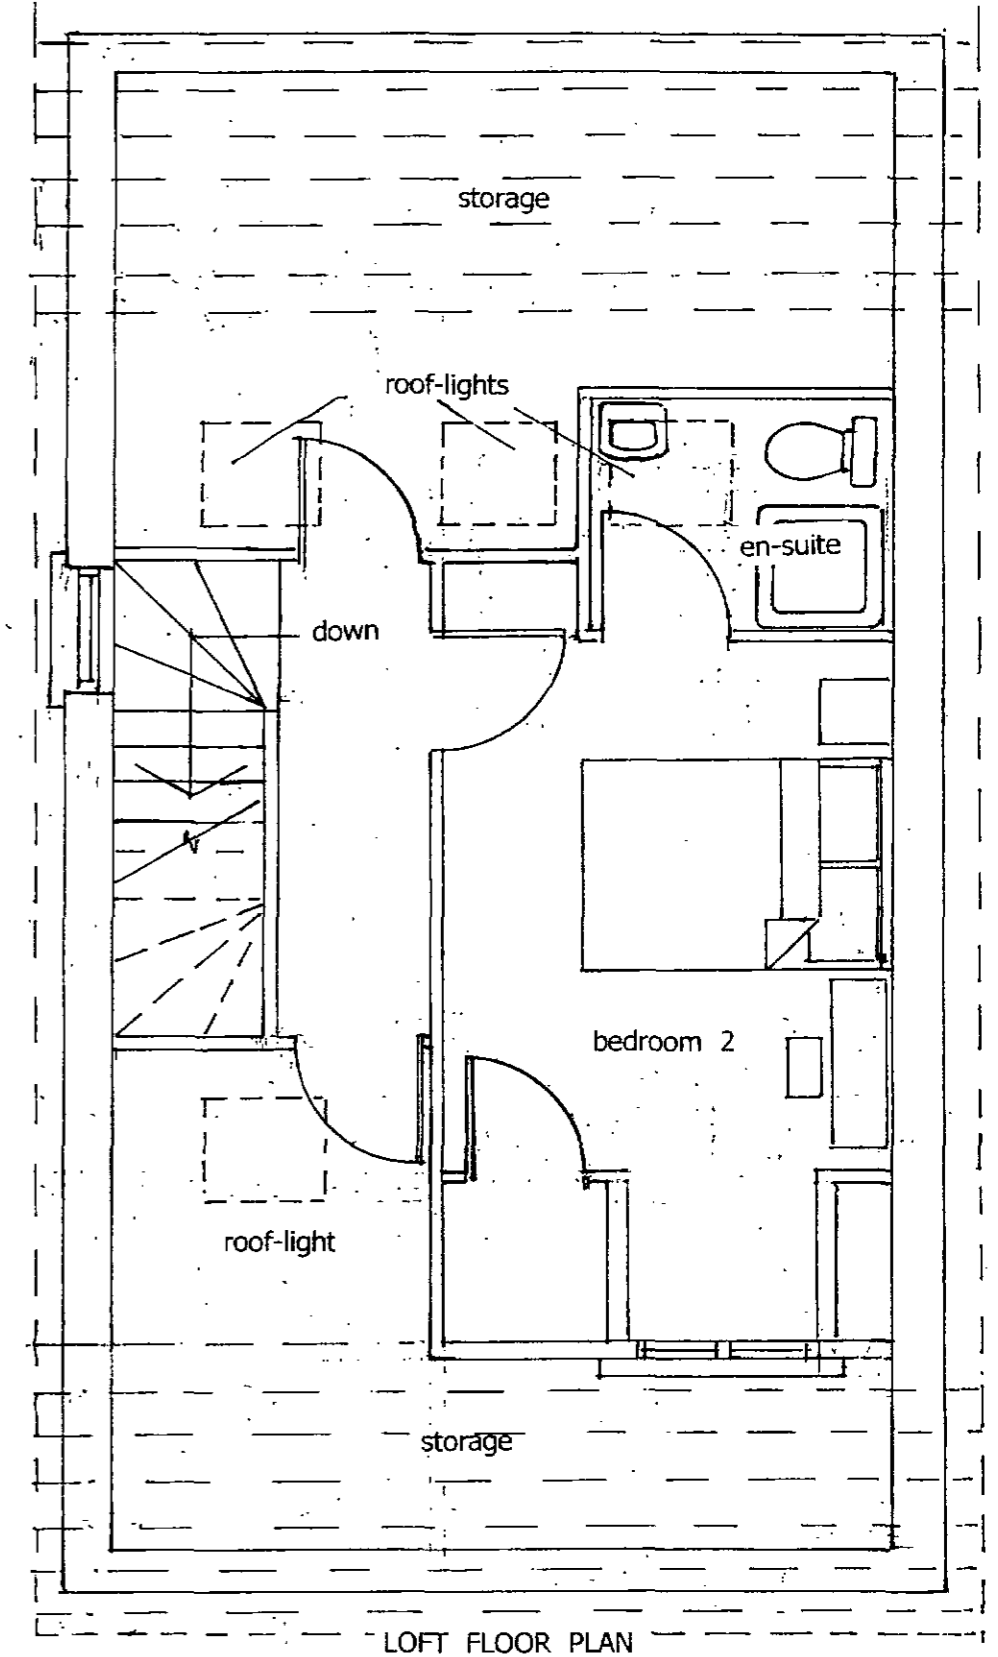 storage
roof-lights
en-suite
down
bedroom 2
roof-light
storage
LOFT FLOOR PLAN